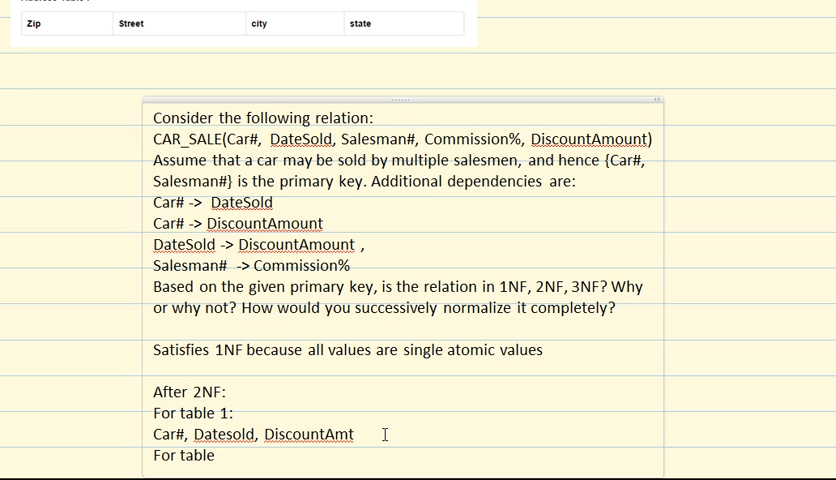 Zip Street city state
Consider the following relation:
CAR_SALE(Car#, DateSold, Salesman#, Commission%, DiscountAmount)
Assume that a car may be sold by multiple salesmen, and hence {Car#,
Salesman#} is the primary key. Additional dependencies are:
Car# -> DateSold
Car# -> DiscountAmount
DateSold -> DiscountAmount ,
Salesman# -> Commission%
Based on the given primary key, is the relation in 1NF, 2NF, 3NF? Why
or why not? How would you successively normalize it completely?
Satisfies 1NF because all values are single atomic values
After 2NF:
For table 1:
Car#, Datesold, DiscountAmt
For table